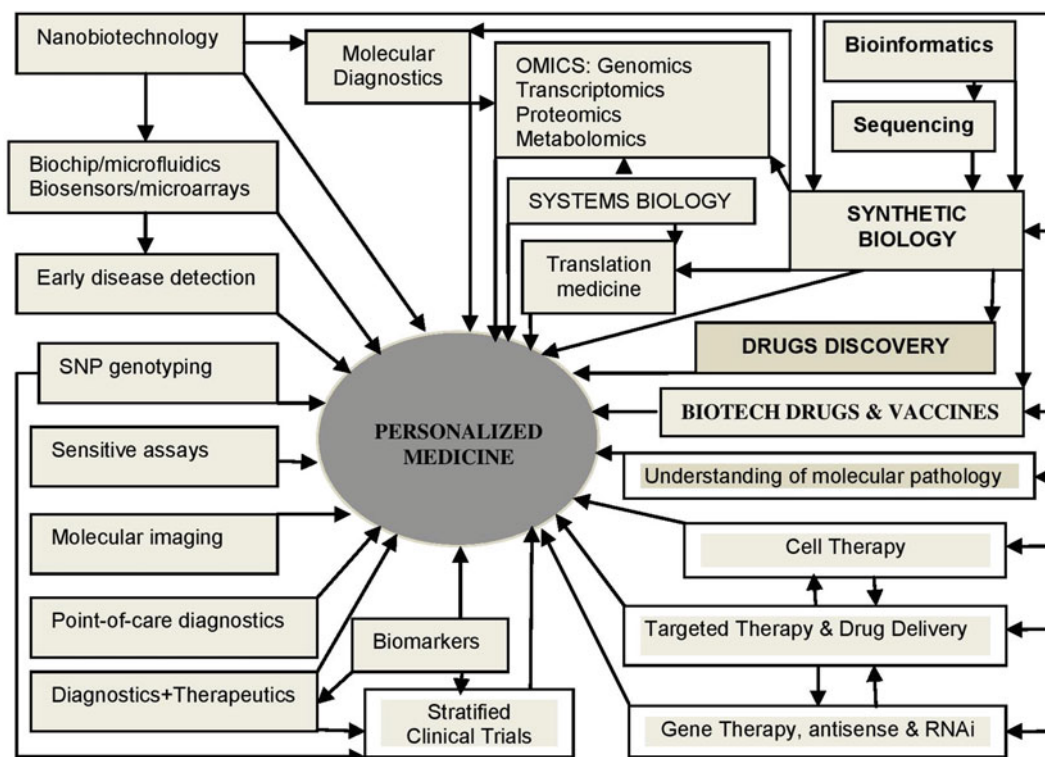 Nanobiotechnology
Molecular
Diagnostics
OMICS: Genomics
Transcriptomics
Proteomics
Metabolomics
Bioinformatics
Sequencing
Biochip/microfluidics
Biosensors/microarrays
SYSTEMS BIOLOGY
SYNTHETIC
BIOLOGY
Early disease detection
Translation
medicine
DRUGS DISCOVERY
SNP genotyping
BIOTECH DRUGS & VACCINES
PERSONALIZED
MEDICINE
Sensitive assays
Understanding of molecular pathology
Molecular imaging
Cell Therapy
Point-of-care diagnostics
Biomarkers
Targeted Therapy & Drug Delivery
Diagnostics+Therapeutics
Stratified
Clinical Trials
Gene Therapy, antisense & RNAi